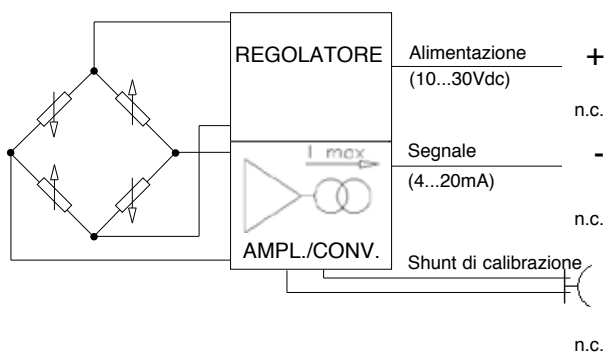 REGOLATORE
Alimentazione
+
(10...30Vdc)
n.c.
I max
Segnale
-
(4...20mA)
n.c.
AMPL./CONV.
Shunt di calibrazione
n.c.